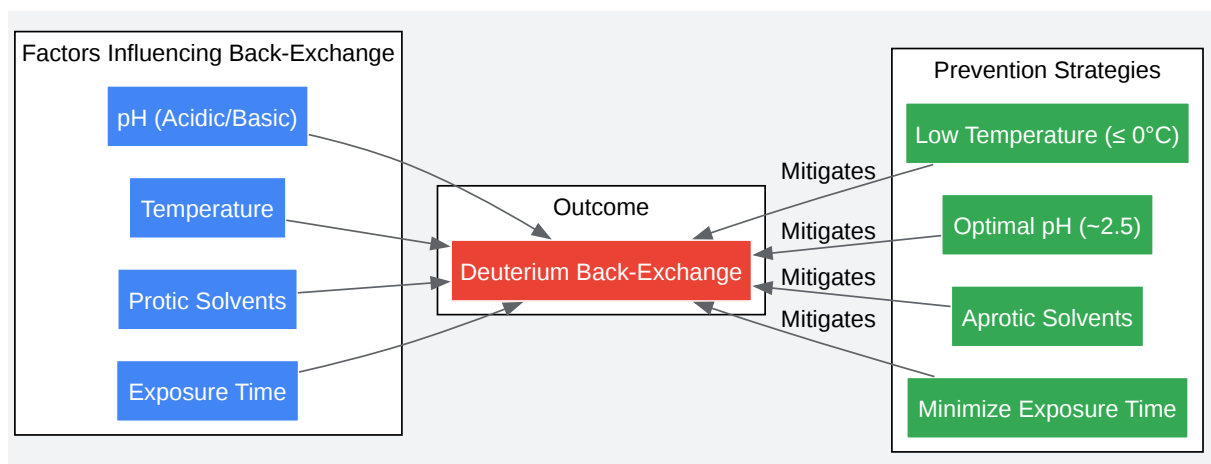 Factors Influencing Back-Exchange
pH (Acidic/Basic)
Temperature
Protic Solvents
Exposure Time
Outcome
Deuterium Back-Exchange
Mitigates
Mitigates
Mitigates
Mitigates
Prevention Strategies
Low Temperature (≤ 0°C)
Optimal pH (~2.5)
Aprotic Solvents
Minimize Exposure Time